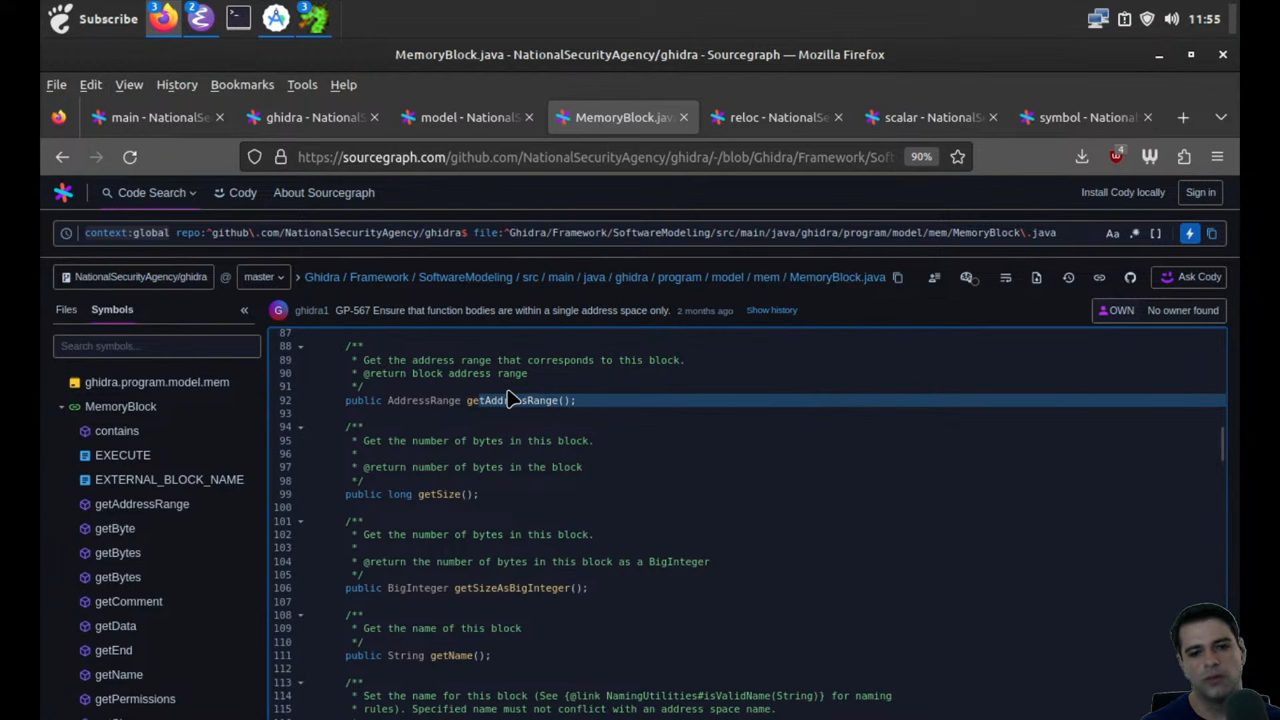 Subscribe
3
2
11:55
MemoryBlock.java - NationalSecurityAgency/ghidra - Sourcegraph — Mozilla Firefox
File Edit View History Bookmarks Tools Help
main - NationalSe
ghidra - NationalS
model - NationalS
MemoryBlock.jav
reloc - NationalSe
scalar - NationalS
symbol - National
https://sourcegraph.com/github.com/NationalSecurityAgency/ghidra/-/blob/Ghidra/Framework/Soft
90%
4
Code Search
Cody
About Sourcegraph
Install Cody locally
Sign in
context:global repo:^github\.com/NationalSecurityAgency/ghidra$ file:^Ghidra/Framework/SoftwareModeling/src/main/java/ghidra/program/model/mem/MemoryBlock\.java
Aa .* []
NationalSecurityAgency/ghidra @ master
Ghidra / Framework / SoftwareModeling / src / main / java / ghidra / program / model / mem / MemoryBlock.java
Ask Cody
Files Symbols «
G ghidra1 GP-567 Ensure that function bodies are within a single address space only. 2 months ago Show history
OWN No owner found
Search symbols...
ghidra.program.model.mem
MemoryBlock
contains
EXECUTE
EXTERNAL_BLOCK_NAME
getAddressRange
getByte
getBytes
getBytes
getComment
getData
getEnd
getName
getPermissions
87
88 /**
89 * Get the address range that corresponds to this block.
90 * @return block address range
91 */
92 public AddressRange getAddressRange();
93
94 /**
95 * Get the number of bytes in this block.
96 *
97 * @return number of bytes in the block
98 */
99 public long getSize();
100
101 /**
102 * Get the number of bytes in this block.
103 *
104 * @return the number of bytes in this block as a BigInteger
105 */
106 public BigInteger getSizeAsBigInteger();
107
108 /**
109 * Get the name of this block
110 */
111 public String getName();
112
113 /**
114 * Set the name for this block (See {@link NamingUtilities#isValidName(String)} for naming
115 * rules). Specified name must not conflict with an address space name.